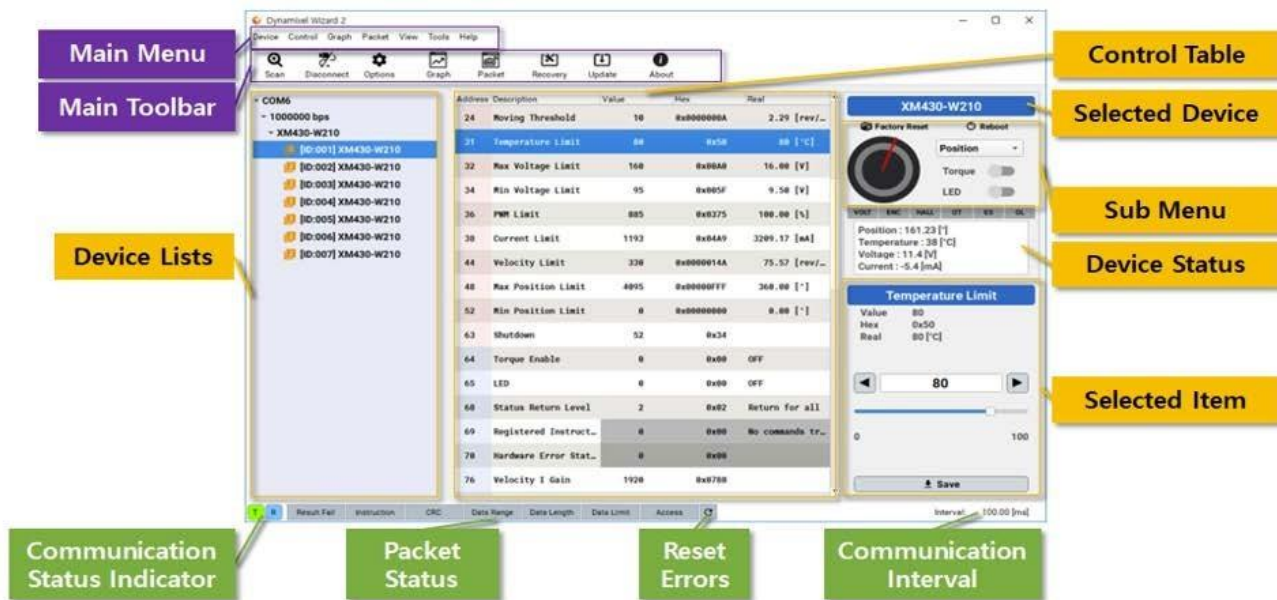 Dynamixel Wizard 2
Device Control Graph Packet View Tools Help
Scan Disconnect Options Graph Packet Recovery Update About
Main Menu
Main Toolbar
Device Lists
COM6
1000000 bps
XM430-W210
[ID:001] XM430-W210
[ID:002] XM430-W210
[ID:003] XM430-W210
[ID:004] XM430-W210
[ID:005] XM430-W210
[ID:006] XM430-W210
[ID:007] XM430-W210
Address Description Value Hex Real
24 Moving Threshold 10 0x0000000A 2.29 [rev/…
31 Temperature Limit 80 0x50 80 [°C]
32 Max Voltage Limit 160 0x00A0 16.00 [V]
34 Min Voltage Limit 95 0x005F 9.50 [V]
36 PWM Limit 885 0x0375 100.00 [%]
38 Current Limit 1193 0x04A9 3209.17 [mA]
44 Velocity Limit 330 0x0000014A 75.57 [rev/…
48 Max Position Limit 4095 0x00000FFF 360.00 [°]
52 Min Position Limit 0 0x00000000 0.00 [°]
63 Shutdown 52 0x34
64 Torque Enable 0 0x00 OFF
65 LED 0 0x00 OFF
68 Status Return Level 2 0x02 Return for all
69 Registered Instruct… 0 0x00 No commands tr…
70 Hardware Error Stat… 0 0x00
76 Velocity I Gain 1920 0x0780
XM430-W210
Factory Reset Reboot
Position
Torque
LED
VOLT ENC HALL OT ES OL
Position : 161.23 [°]
Temperature : 38 [°C]
Voltage : 11.4 [V]
Current : -5.4 [mA]
Temperature Limit
Value 80
Hex 0x50
Real 80 [°C]
80
0 100
Save
Control Table
Selected Device
Sub Menu
Device Status
Selected Item
T R Result Fail Instruction CRC Data Range Data Length Data Limit Access Interval: 100.00 [ms]
Communication
Status Indicator
Packet
Status
Reset
Errors
Communication
Interval